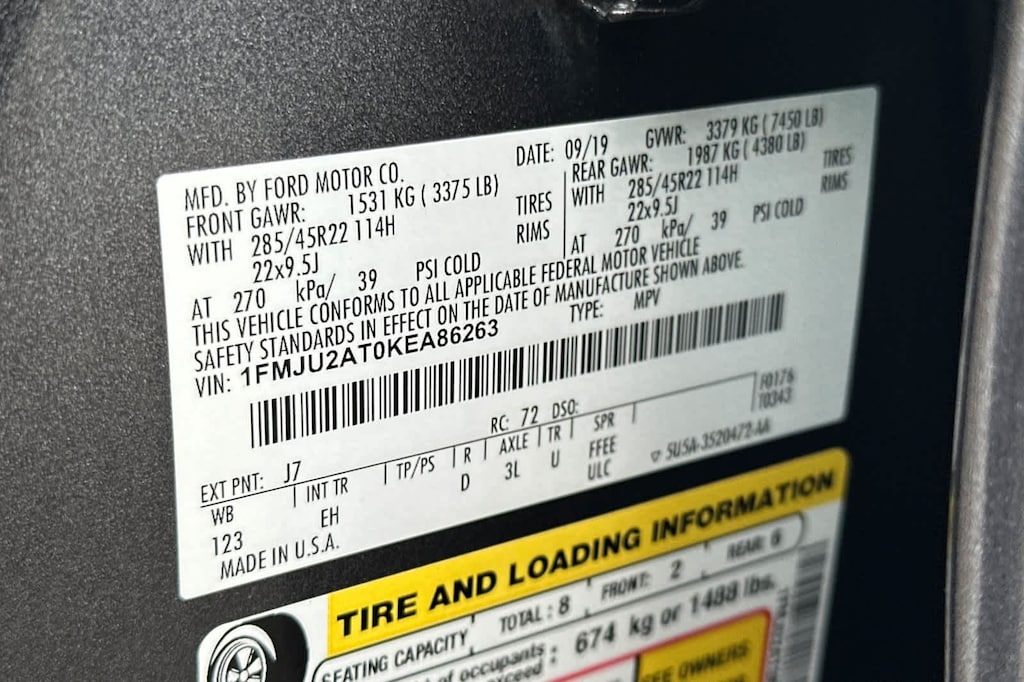 MFD. BY FORD MOTOR CO.
DATE: 09/19 GVWR: 3379 KG ( 7450 LB)
FRONT GAWR: 1531 KG ( 3375 LB)
WITH 285/45R22 114H TIRES
22x9.5J RIMS
AT 270 kPa/ 39 PSI COLD
REAR GAWR: 1987 KG ( 4380 LB)
WITH 285/45R22 114H TIRES
22x9.5J RIMS
AT 270 kPa/ 39 PSI COLD
THIS VEHICLE CONFORMS TO ALL APPLICABLE FEDERAL MOTOR VEHICLE
SAFETY STANDARDS IN EFFECT ON THE DATE OF MANUFACTURE SHOWN ABOVE.
VIN: 1FMJU2AT0KEA86263 TYPE: MPV
F0176
T0343
EXT PNT: J7 RC: 72 DSO:
WB INT TR TP/PS R AXLE TR SPR
123 EH D 3L U FFEE
ULC
MADE IN U.S.A.
▽ 5U5A-3520472-AA
TIRE AND LOADING INFORMATION
SEATING CAPACITY TOTAL: 8 FRONT: 2 REAR: 6
of occupants
exceed 674 kg or 1488 lbs.
SEE OWNERS